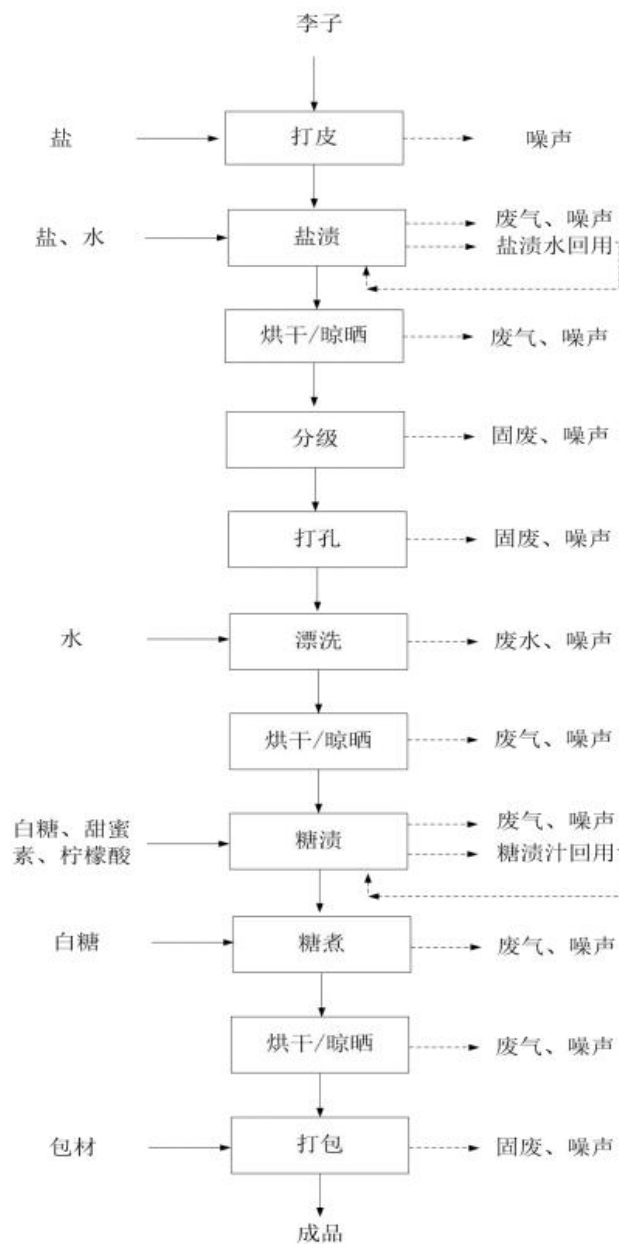 李子
盐
打皮
噪声
盐、水
盐渍
废气、噪声
盐渍水回用
烘干/晾晒
废气、噪声
分级
固废、噪声
打孔
固废、噪声
水
漂洗
废水、噪声
烘干/晾晒
废气、噪声
白糖、甜蜜
素、柠檬酸
糖渍
废气、噪声
糖渍汁回用
白糖
糖煮
废气、噪声
烘干/晾晒
废气、噪声
包材
打包
固废、噪声
成品